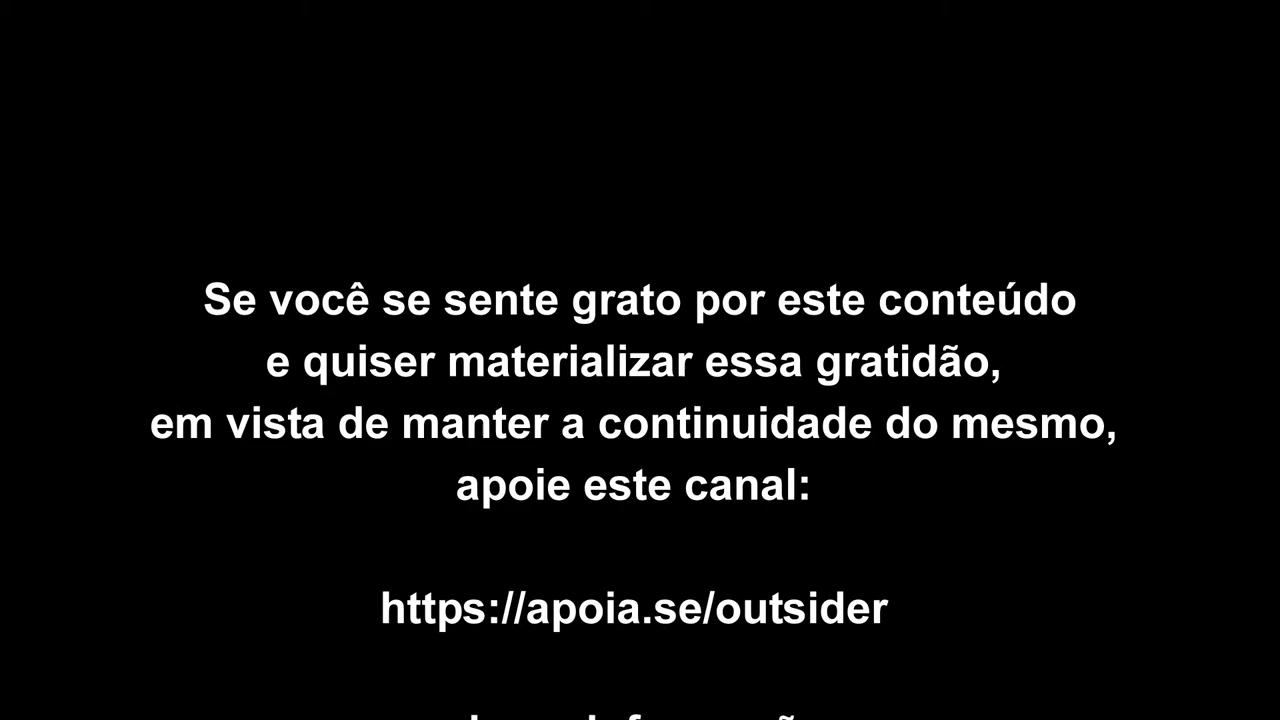 Se você se sente grato por este conteúdo
e quiser materializar essa gratidão,
em vista de manter a continuidade do mesmo,
apoie este canal:
https://apoia.se/outsider